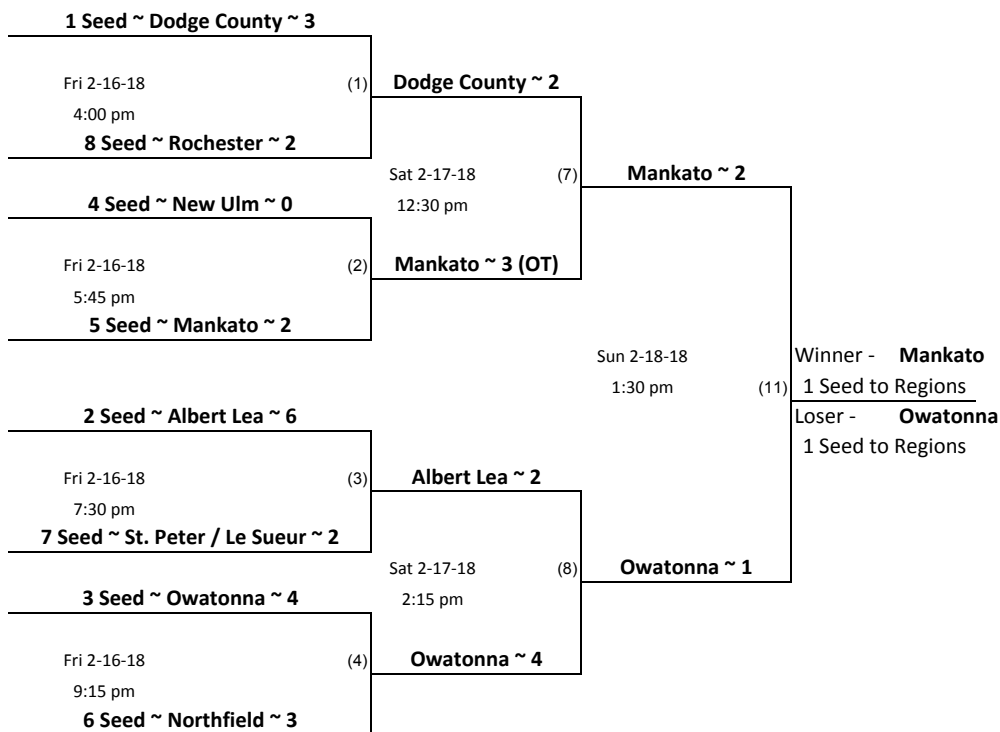 1 Seed ~ Dodge County ~ 3
Fri 2-16-18 (1) Dodge County ~ 2
4:00 pm
8 Seed ~ Rochester ~ 2
Sat 2-17-18 (7) Mankato ~ 2
4 Seed ~ New Ulm ~ 0 12:30 pm
Fri 2-16-18 (2) Mankato ~ 3 (OT)
5:45 pm
5 Seed ~ Mankato ~ 2
Sun 2-18-18 Winner - Mankato
1:30 pm (11) 1 Seed to Regions
2 Seed ~ Albert Lea ~ 6 Loser - Owatonna
1 Seed to Regions
Fri 2-16-18 (3) Albert Lea ~ 2
7:30 pm
7 Seed ~ St. Peter / Le Sueur ~ 2
Sat 2-17-18 (8) Owatonna ~ 1
3 Seed ~ Owatonna ~ 4 2:15 pm
Fri 2-16-18 (4) Owatonna ~ 4
9:15 pm
6 Seed ~ Northfield ~ 3